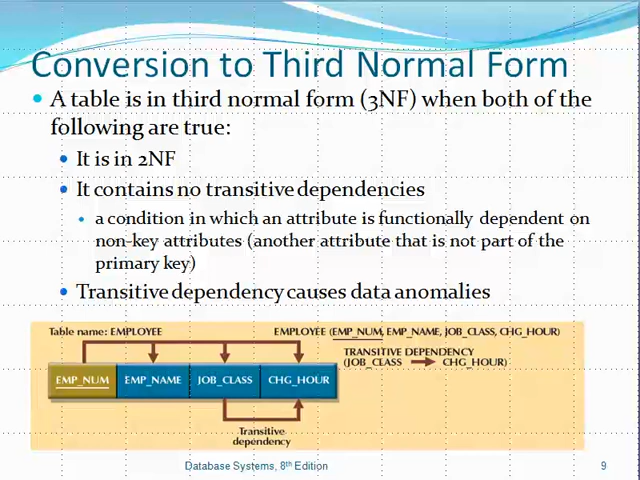 Conversion to Third Normal Form
A table is in third normal form (3NF) when both of the
following are true:
It is in 2NF
It contains no transitive dependencies
a condition in which an attribute is functionally dependent on
non-key attributes (another attribute that is not part of the
primary key)
Transitive dependency causes data anomalies
Table name: EMPLOYEE
EMPLOYEE (EMP_NUM, EMP_NAME, JOB_CLASS, CHG_HOUR)
TRANSITIVE DEPENDENCY
(JOB_CLASS → CHG_HOUR)
EMP_NUM EMP_NAME JOB_CLASS CHG_HOUR
Transitive
dependency
Database Systems, 8th Edition
9